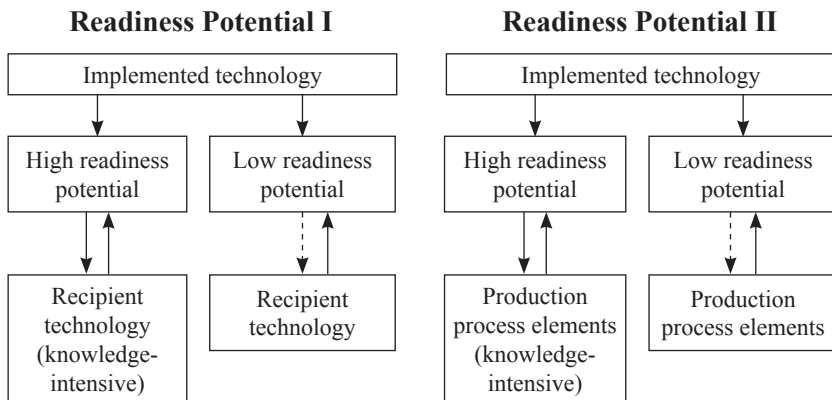 Readiness Potential I
Implemented technology
High readiness
potential
Low readiness
potential
Recipient
technology
(knowledge-
intensive)
Recipient
technology
Readiness Potential II
Implemented technology
High readiness
potential
Low readiness
potential
Production
process elements
(knowledge-
intensive)
Production
process elements